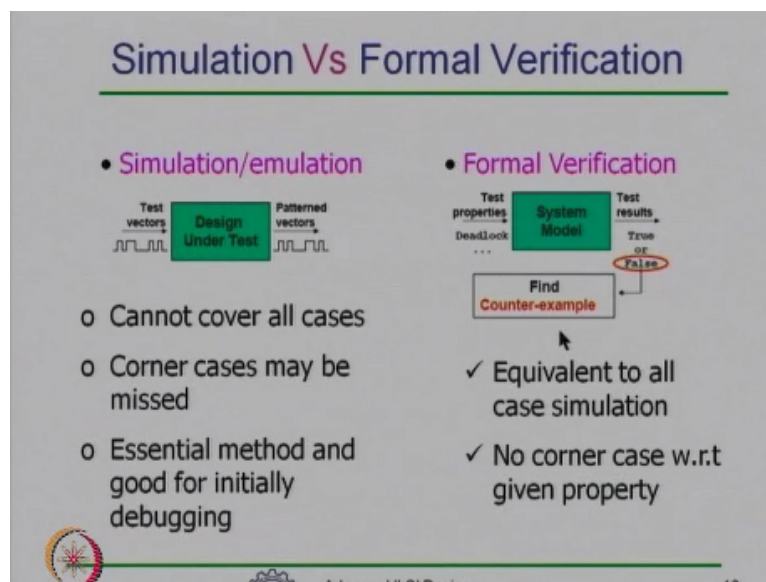 Simulation Vs Formal Verification
• Simulation/emulation
Test
vectors
Design
Under Test
Patterned
vectors
o Cannot cover all cases
o Corner cases may be
missed
o Essential method and
good for initially
debugging
• Formal Verification
Test
properties
Deadlock
...
System
Model
Test
results
True
or
False
Find
Counter-example
✓ Equivalent to all
case simulation
✓ No corner case w.r.t
given property